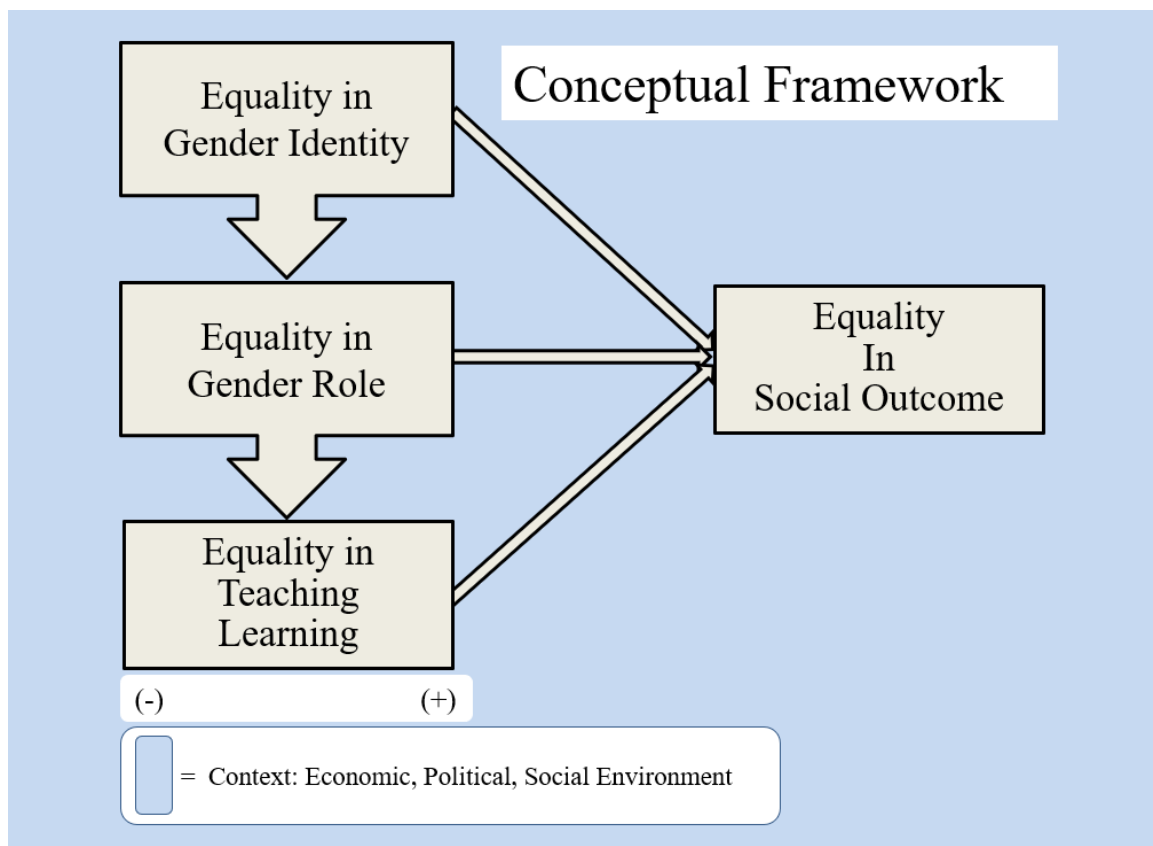 Conceptual Framework
Equality in
Gender Identity
Equality in
Gender Role
Equality in
Teaching
Learning
Equality
In
Social Outcome
(-) (+)
= Context: Economic, Political, Social Environment